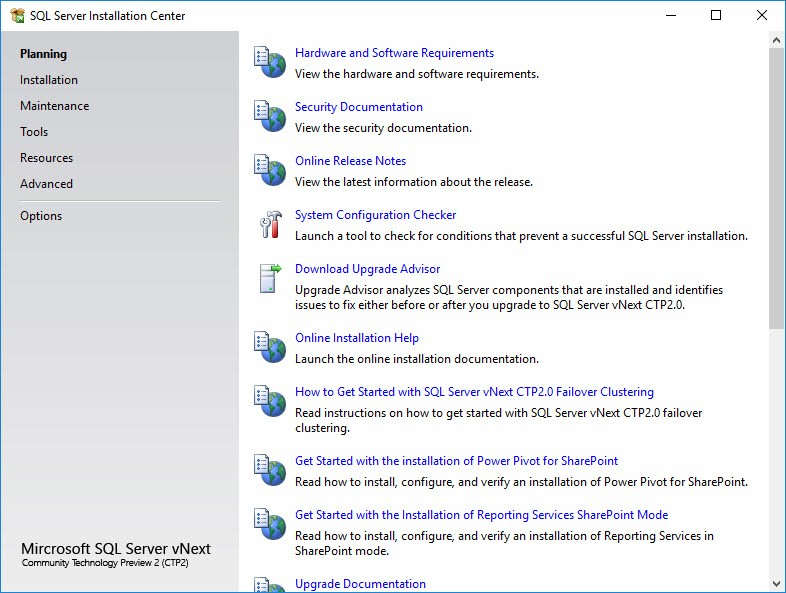 SQL Server Installation Center
Planning
Installation
Maintenance
Tools
Resources
Advanced
Options
Mircrosoft SQL Server vNext
Community Technology Preview 2 (CTP2)
Hardware and Software Requirements
View the hardware and software requirements.
Security Documentation
View the security documentation.
Online Release Notes
View the latest information about the release.
System Configuration Checker
Launch a tool to check for conditions that prevent a successful SQL Server installation.
Download Upgrade Advisor
Upgrade Advisor analyzes SQL Server components that are installed and identifies
issues to fix either before or after you upgrade to SQL Server vNext CTP2.0.
Online Installation Help
Launch the online installation documentation.
How to Get Started with SQL Server vNext CTP2.0 Failover Clustering
Read instructions on how to get started with SQL Server vNext CTP2.0 failover
clustering.
Get Started with the installation of Power Pivot for SharePoint
Read how to install, configure, and verify an installation of Power Pivot for SharePoint.
Get Started with the Installation of Reporting Services SharePoint Mode
Read how to install, configure, and verify an installation of Reporting Services in
SharePoint mode.
Upgrade Documentation